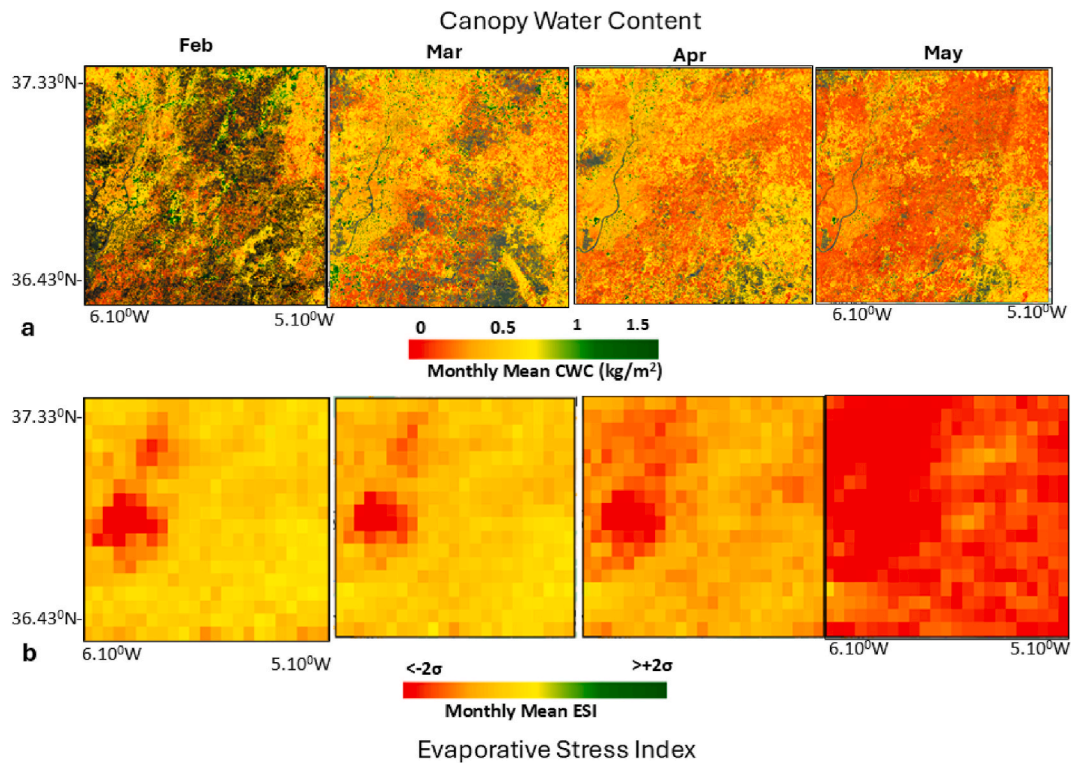 Canopy Water Content
Feb Mar Apr May
37.33⁰N-
36.43⁰N-
a
6.10⁰W 5.10⁰W 6.10⁰W 5.10⁰W
0 0.5 1 1.5
Monthly Mean CWC (kg/m²)
37.33⁰N-
36.43⁰N-
b
6.10⁰W 5.10⁰W 6.10⁰W 5.10⁰W
<-2σ >+2σ
Monthly Mean ESI
Evaporative Stress Index